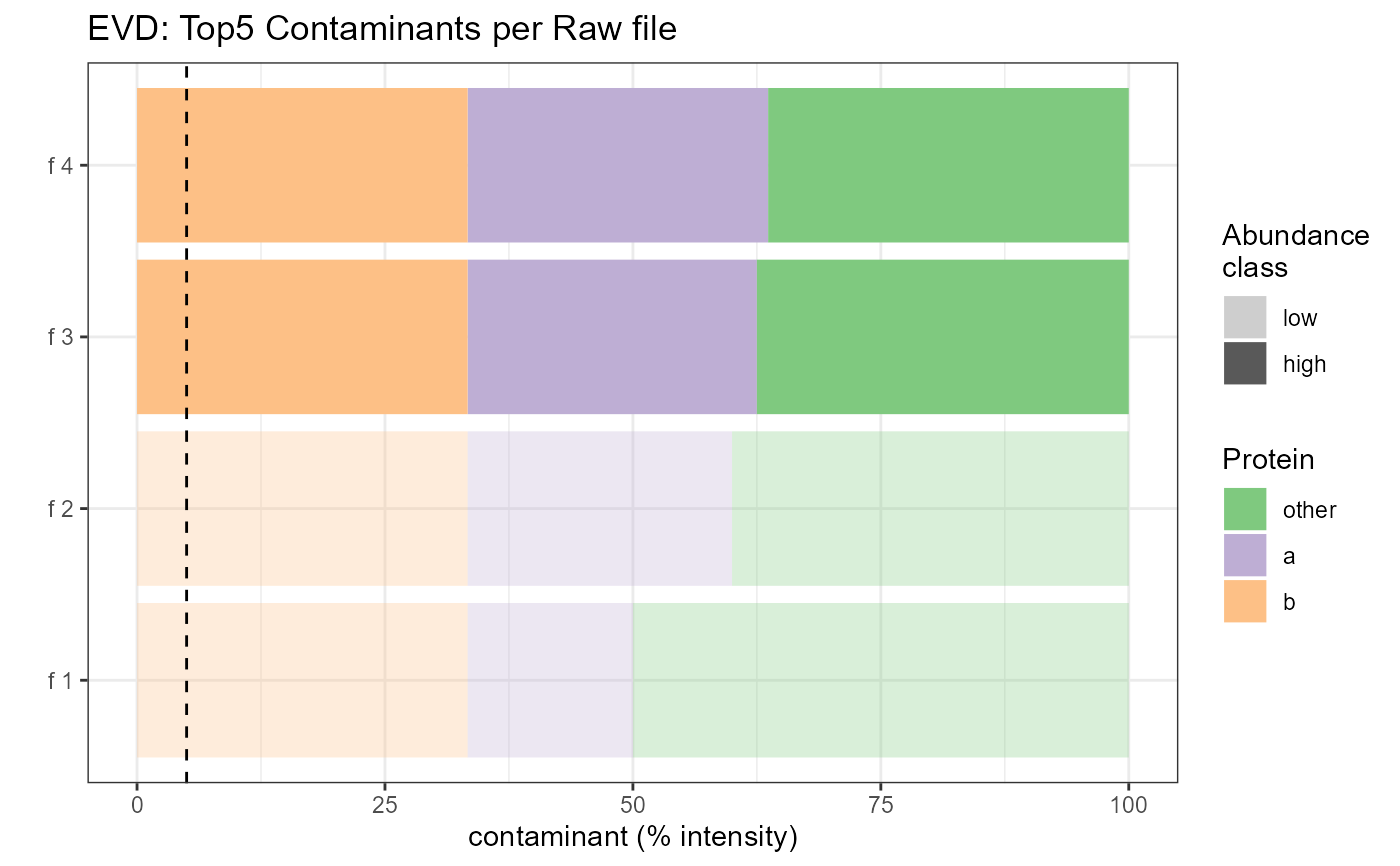 EVD: Top5 Contaminants per Raw file
f 4
f 3
f 2
f 1
0 25 50 75 100
contaminant (% intensity)
Abundance
class
low
high
Protein
other
a
b